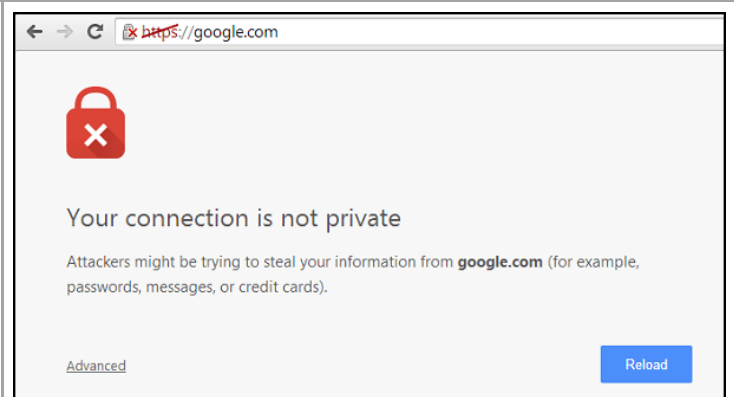 https://google.com
Your connection is not private
Attackers might be trying to steal your information from google.com (for example,
passwords, messages, or credit cards).
Advanced
Reload